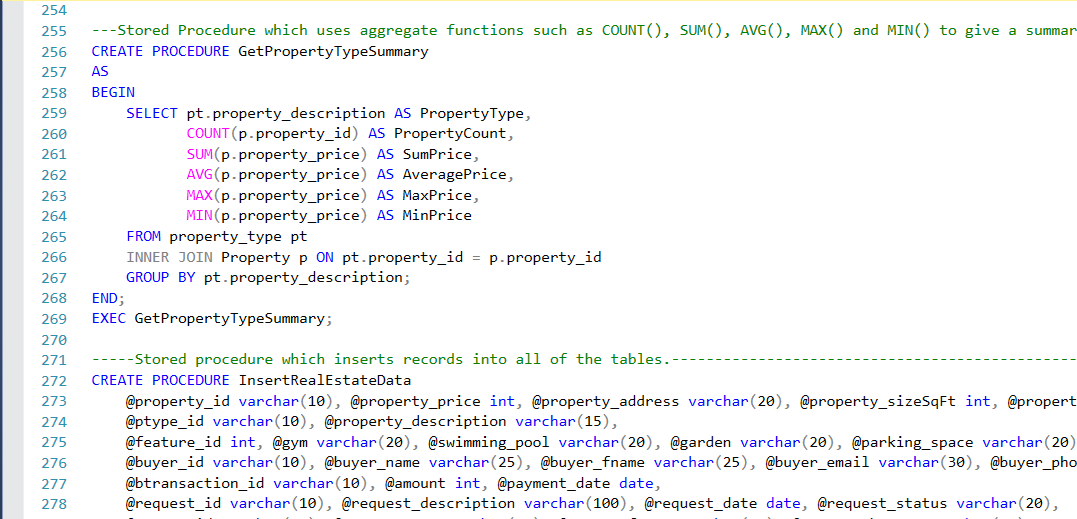 254
255 ---Stored Procedure which uses aggregate functions such as COUNT(), SUM(), AVG(), MAX() and MIN() to give a summar
256 CREATE PROCEDURE GetPropertyTypeSummary
257 AS
258 BEGIN
259 SELECT pt.property_description AS PropertyType,
260 COUNT(p.property_id) AS PropertyCount,
261 SUM(p.property_price) AS SumPrice,
262 AVG(p.property_price) AS AveragePrice,
263 MAX(p.property_price) AS MaxPrice,
264 MIN(p.property_price) AS MinPrice
265 FROM property_type pt
266 INNER JOIN Property p ON pt.property_id = p.property_id
267 GROUP BY pt.property_description;
268 END;
269 EXEC GetPropertyTypeSummary;
270
271 -----Stored procedure which inserts records into all of the tables.-----------------------------------------------
272 CREATE PROCEDURE InsertRealEstateData
273 @property_id varchar(10), @property_price int, @property_address varchar(20), @property_sizeSqFt int, @propert
274 @ptype_id varchar(10), @property_description varchar(15),
275 @feature_id int, @gym varchar(20), @swimming_pool varchar(20), @garden varchar(20), @parking_space varchar(20)
276 @buyer_id varchar(10), @buyer_name varchar(25), @buyer_fname varchar(25), @buyer_email varchar(30), @buyer_pho
277 @btransaction_id varchar(10), @amount int, @payment_date date,
278 @request_id varchar(10), @request_description varchar(100), @request_date date, @request_status varchar(20),